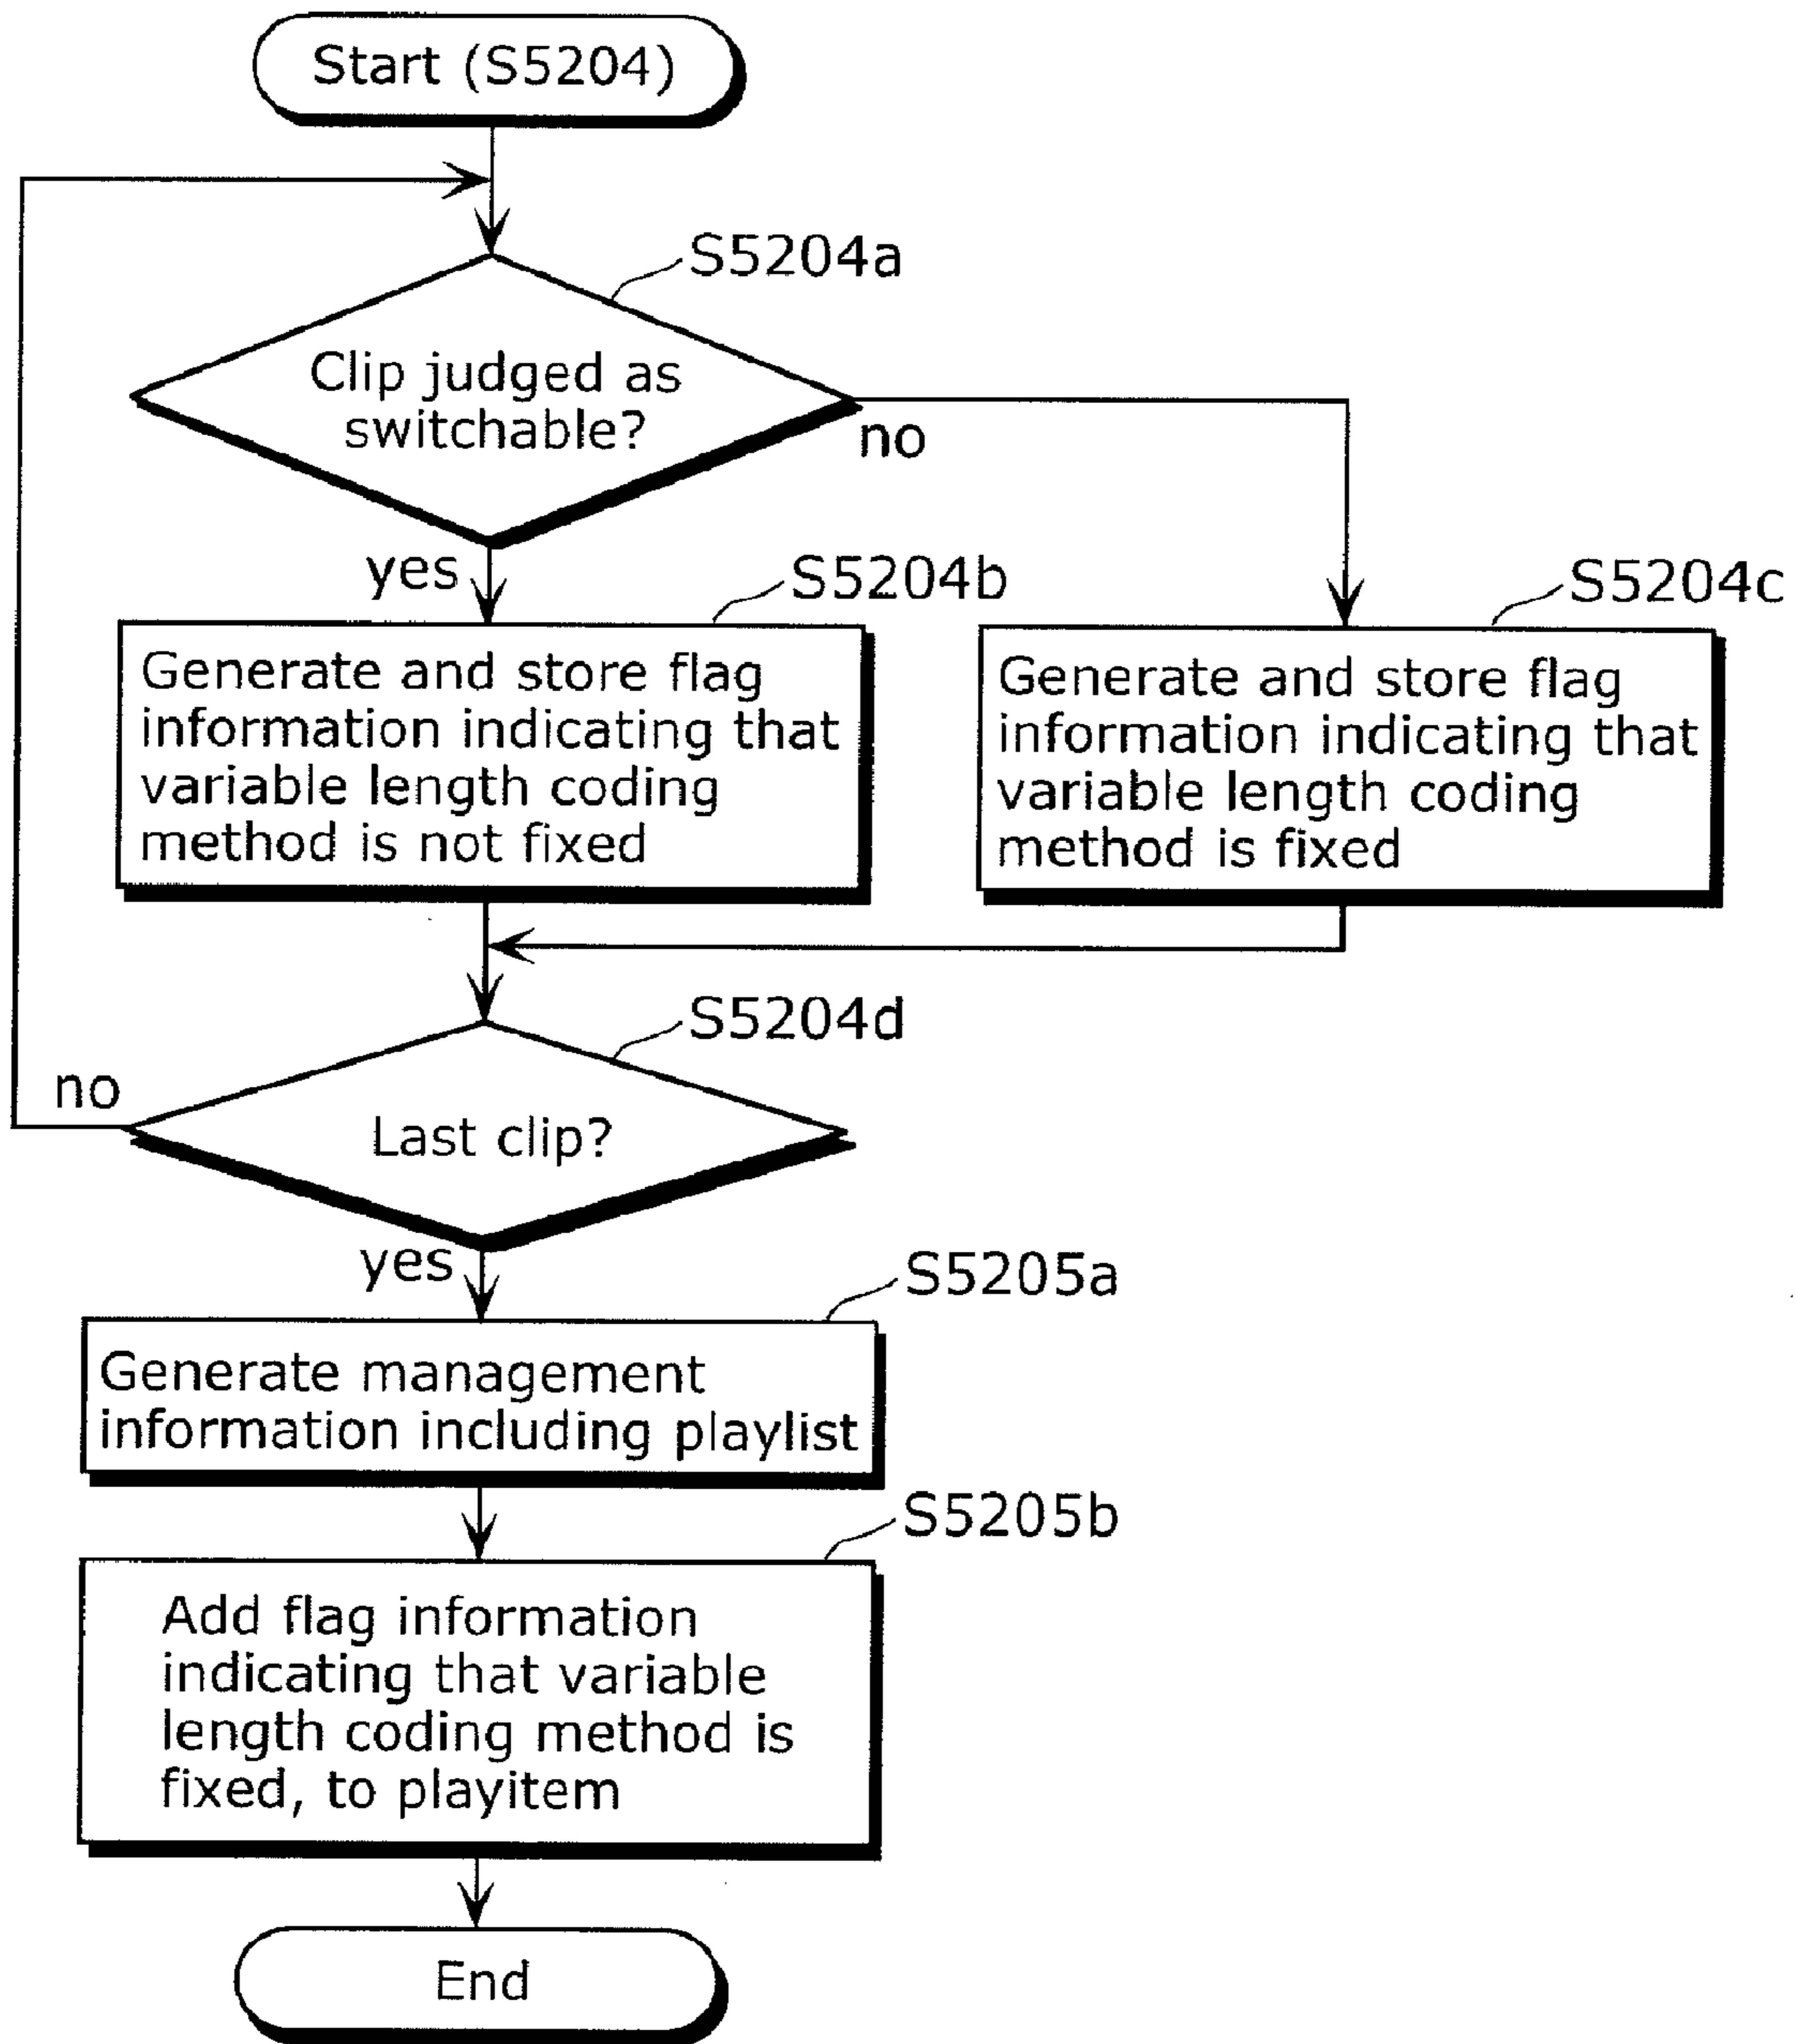 Start (S5204)
S5204a
Clip judged as
switchable?
no
yes
S5204b
S5204c
Generate and store flag
information indicating that
variable length coding
method is not fixed
Generate and store flag
information indicating that
variable length coding
method is fixed
S5204d
no
Last clip?
yes
S5205a
Generate management
information including playlist
S5205b
Add flag information
indicating that variable
length coding method is
fixed, to playitem
End